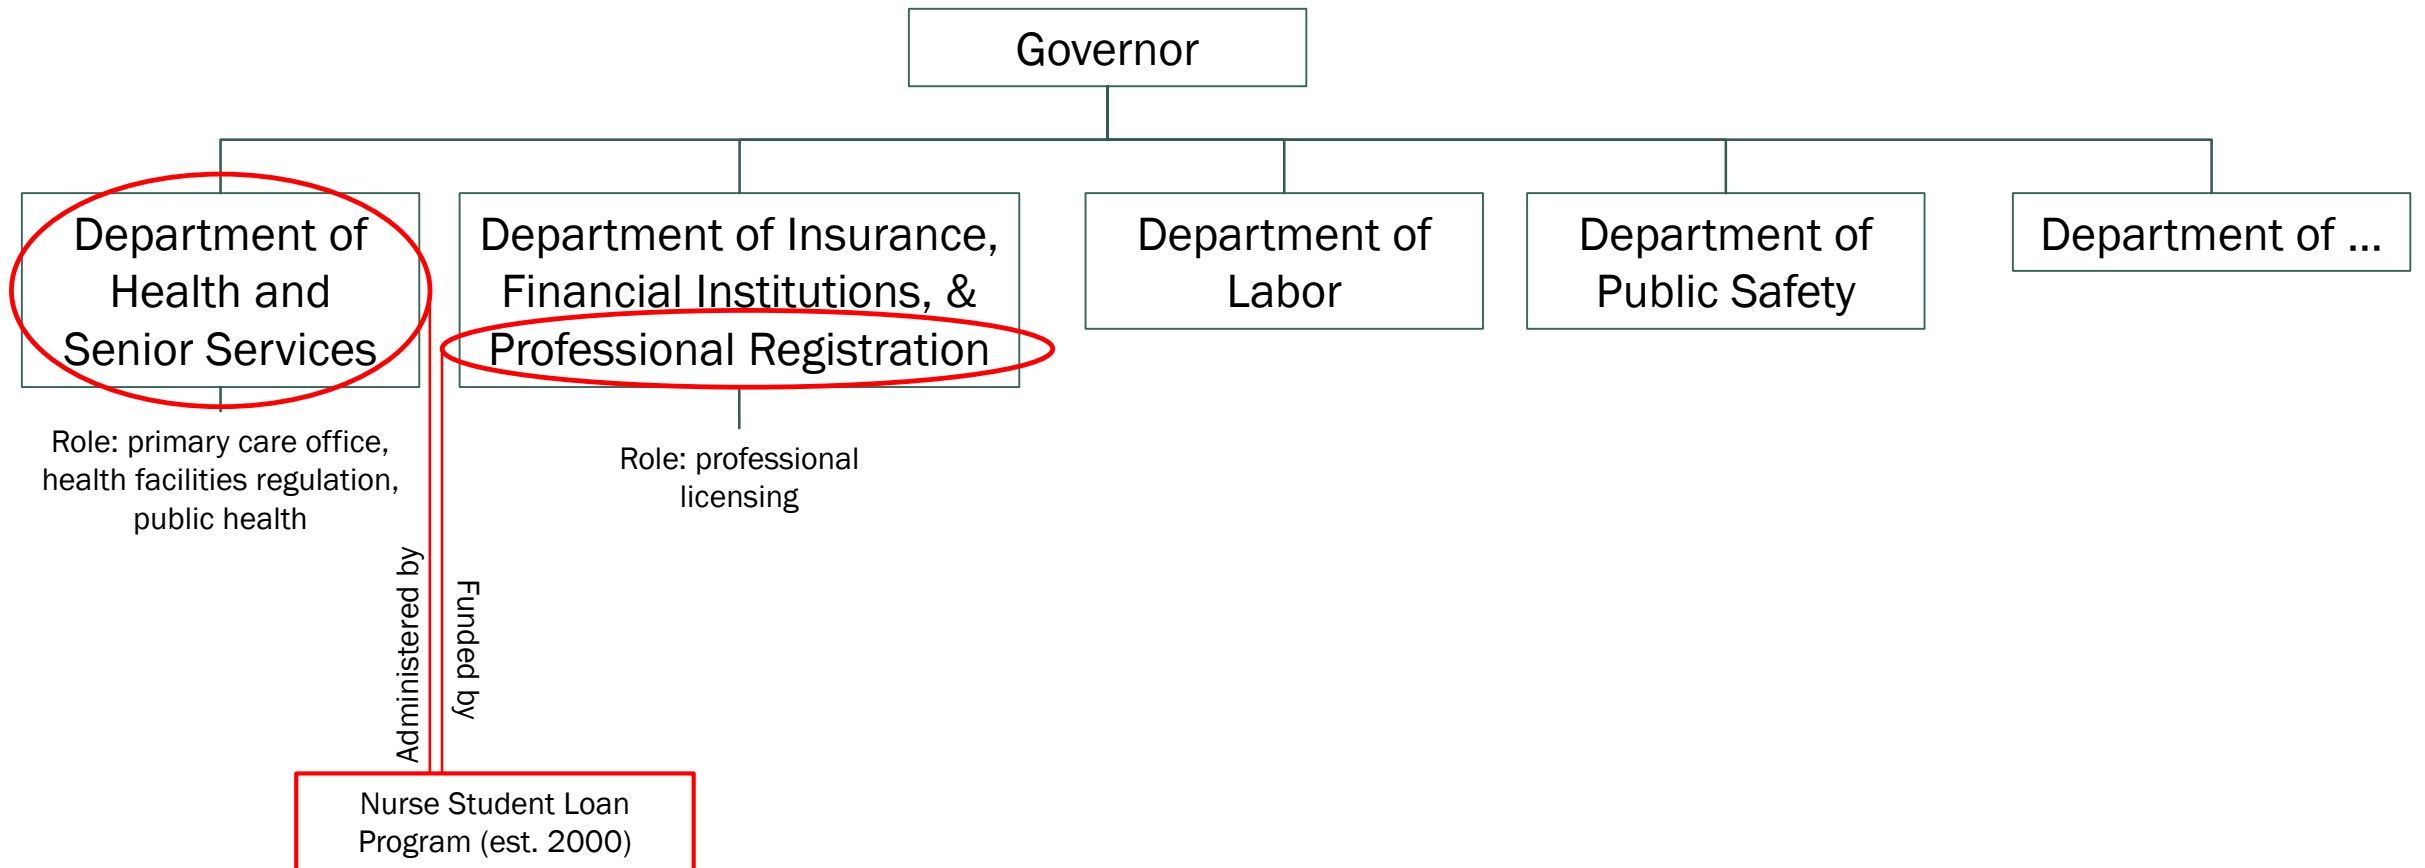 Governor
Department of
Health and
Senior Services
Department of Insurance,
Financial Institutions, &
Professional Registration
Department of
Labor
Department of
Public Safety
Department of ...
Role: primary care office,
health facilities regulation,
public health
Role: professional
licensing
Administered by
Funded by
Nurse Student Loan
Program (est. 2000)